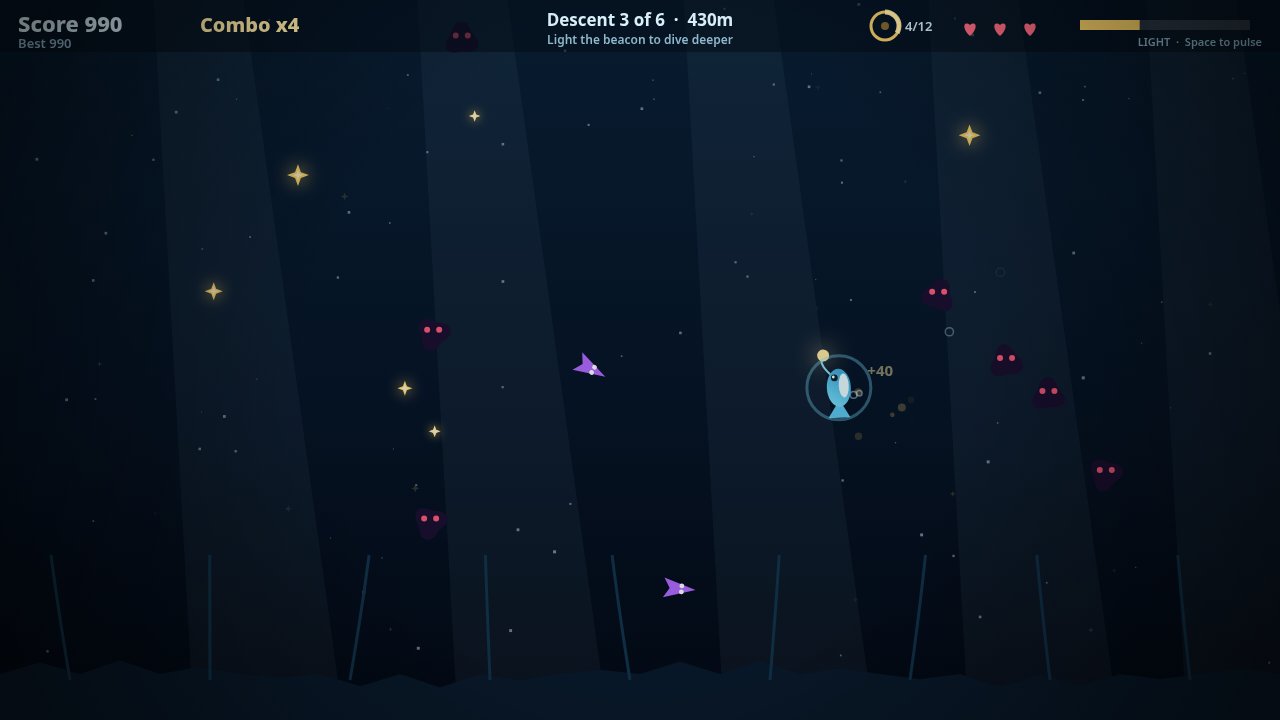 Score 990
Best 990
Combo x4
Descent 3 of 6 · 430m
Light the beacon to dive deeper
4/12
LIGHT · Space to pulse
+40